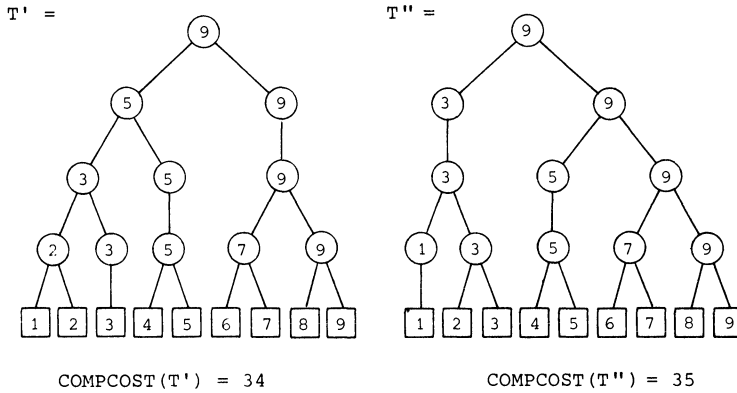 T' =
T" =
9
9
5 9
3 9
3 5 9
3 5 9
2 3 5 7 9
1 3 5 7 9
1 2 3 4 5 6 7 8 9
1 2 3 4 5 6 7 8 9
COMPCOST(T') = 34
COMPCOST(T") = 35